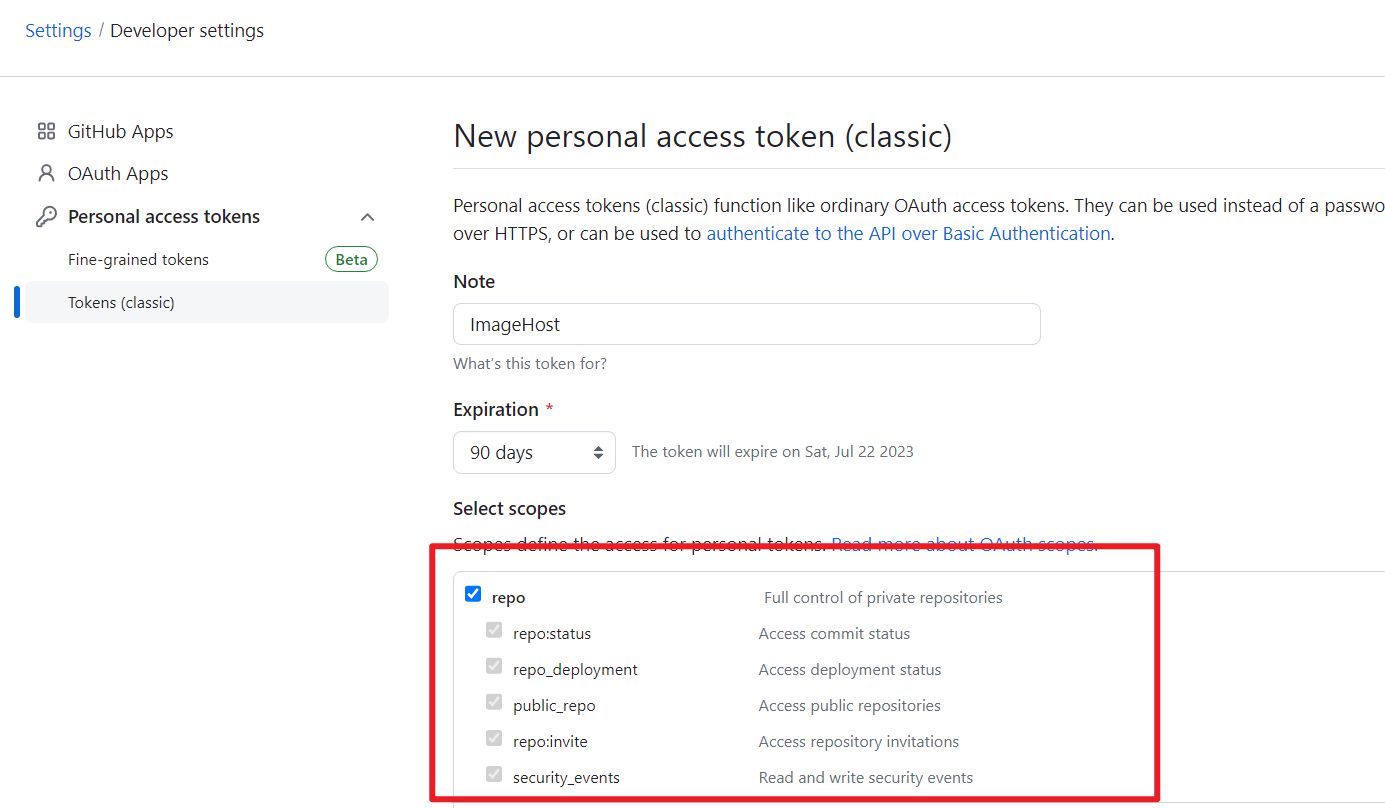 Settings / Developer settings
GitHub Apps
OAuth Apps
Personal access tokens
Fine-grained tokens Beta
Tokens (classic)
New personal access token (classic)
Personal access tokens (classic) function like ordinary OAuth access tokens. They can be used instead of a passwo
over HTTPS, or can be used to authenticate to the API over Basic Authentication.
Note
ImageHost
What's this token for?
Expiration *
90 days The token will expire on Sat, Jul 22 2023
Select scopes
Scopes define the access for personal tokens. Read more about OAuth scopes.
repo Full control of private repositories
repo:status Access commit status
repo_deployment Access deployment status
public_repo Access public repositories
repo:invite Access repository invitations
security_events Read and write security events